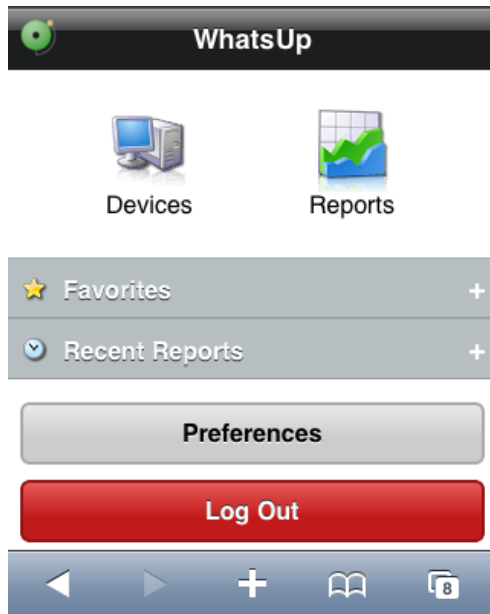 WhatsUp
Devices Reports
Favorites +
Recent Reports +
Preferences
Log Out
8